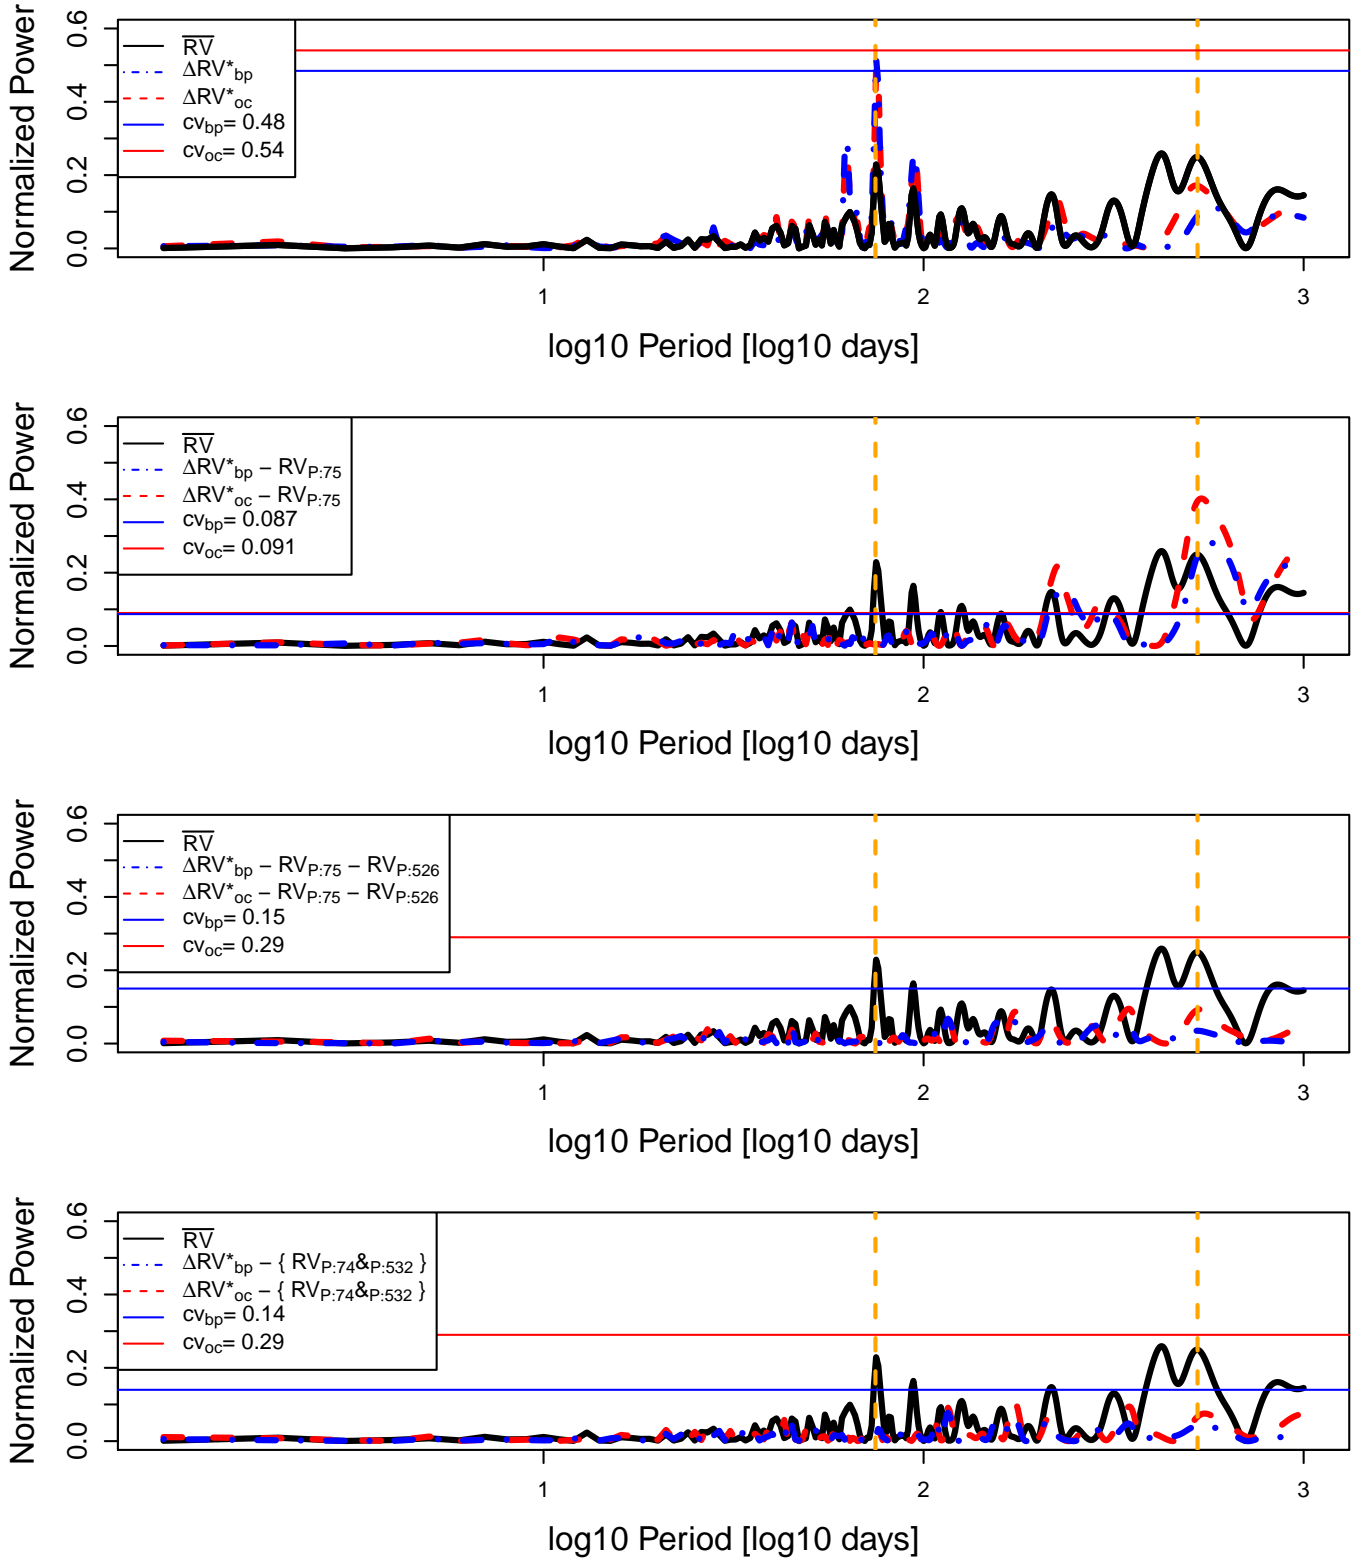 Normalized Power
0.0 0.2 0.4 0.6
RV
ΔRV*bp
ΔRV*oc
cvbp= 0.48
cvoc= 0.54
1 2 3
log10 Period [log10 days]
Normalized Power
0.0 0.2 0.4 0.6
RV
ΔRV*bp − RVP:75
ΔRV*oc − RVP:75
cvbp= 0.087
cvoc= 0.091
1 2 3
log10 Period [log10 days]
Normalized Power
0.0 0.2 0.4 0.6
RV
ΔRV*bp − RVP:75 − RVP:526
ΔRV*oc − RVP:75 − RVP:526
cvbp= 0.15
cvoc= 0.29
1 2 3
log10 Period [log10 days]
Normalized Power
0.0 0.2 0.4 0.6
RV
ΔRV*bp − { RVP:74&P:532 }
ΔRV*oc − { RVP:74&P:532 }
cvbp= 0.14
cvoc= 0.29
1 2 3
log10 Period [log10 days]